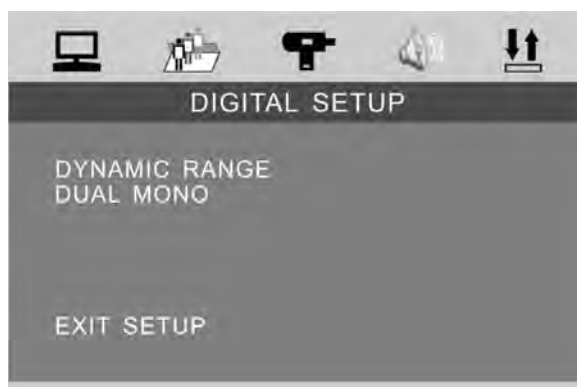 DIGITAL SETUP
DYNAMIC RANGE
DUAL MONO
EXIT SETUP